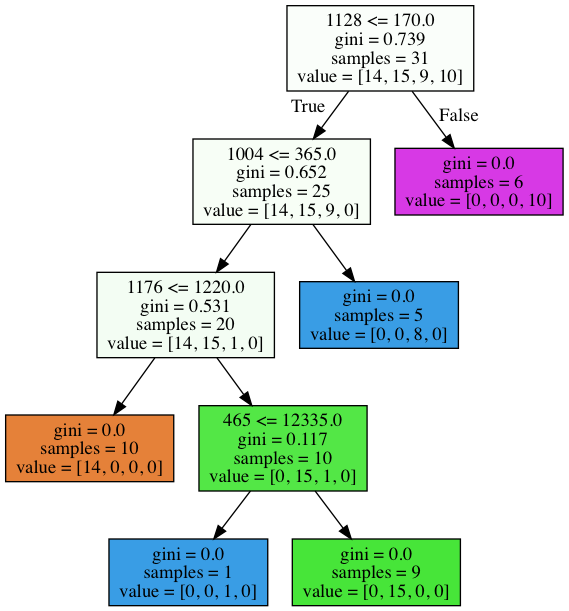 1128 <= 170.0
gini = 0.739
samples = 31
value = [14, 15, 9, 10]
True
False
1004 <= 365.0
gini = 0.652
samples = 25
value = [14, 15, 9, 0]
gini = 0.0
samples = 6
value = [0, 0, 0, 10]
1176 <= 1220.0
gini = 0.531
samples = 20
value = [14, 15, 1, 0]
gini = 0.0
samples = 5
value = [0, 0, 8, 0]
gini = 0.0
samples = 10
value = [14, 0, 0, 0]
465 <= 12335.0
gini = 0.117
samples = 10
value = [0, 15, 1, 0]
gini = 0.0
samples = 1
value = [0, 0, 1, 0]
gini = 0.0
samples = 9
value = [0, 15, 0, 0]